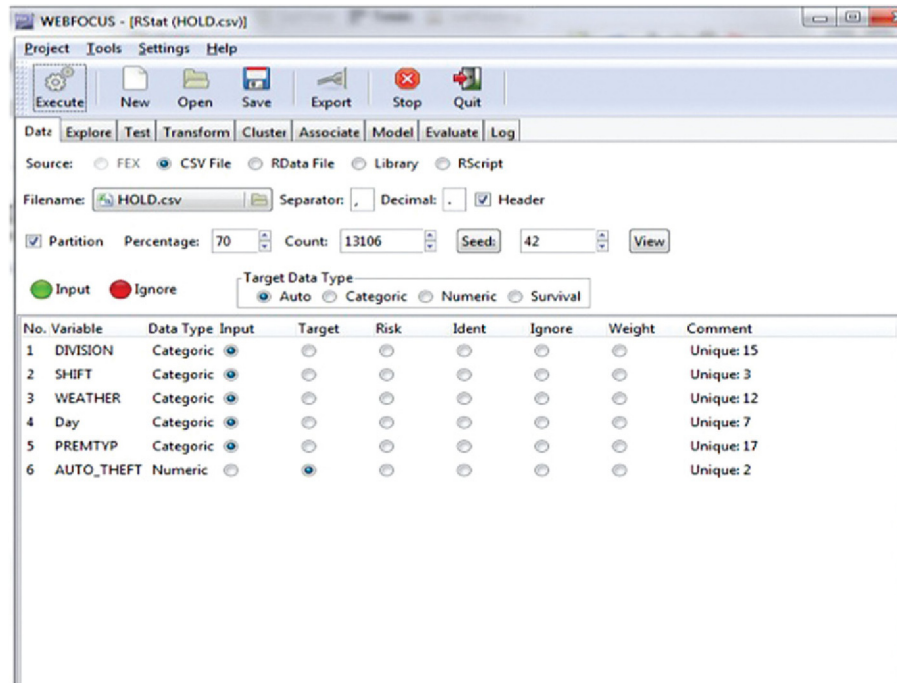 WEBFOCUS - [RStat (HOLD.csv)]
Project Tools Settings Help
Execute New Open Save Export Stop Quit
Data Explore Test Transform Cluster Associate Model Evaluate Log
Source: FEX CSV File RData File Library RScript
Filename: HOLD.csv Separator: , Decimal: . Header
Partition Percentage: 70 Count: 13106 Seed: 42 View
Target Data Type
Input Ignore Auto Categoric Numeric Survival
No. Variable Data Type Input Target Risk Ident Ignore Weight Comment
1 DIVISION Categoric Unique: 15
2 SHIFT Categoric Unique: 3
3 WEATHER Categoric Unique: 12
4 Day Categoric Unique: 7
5 PREMTYP Categoric Unique: 17
6 AUTO_THEFT Numeric Unique: 2